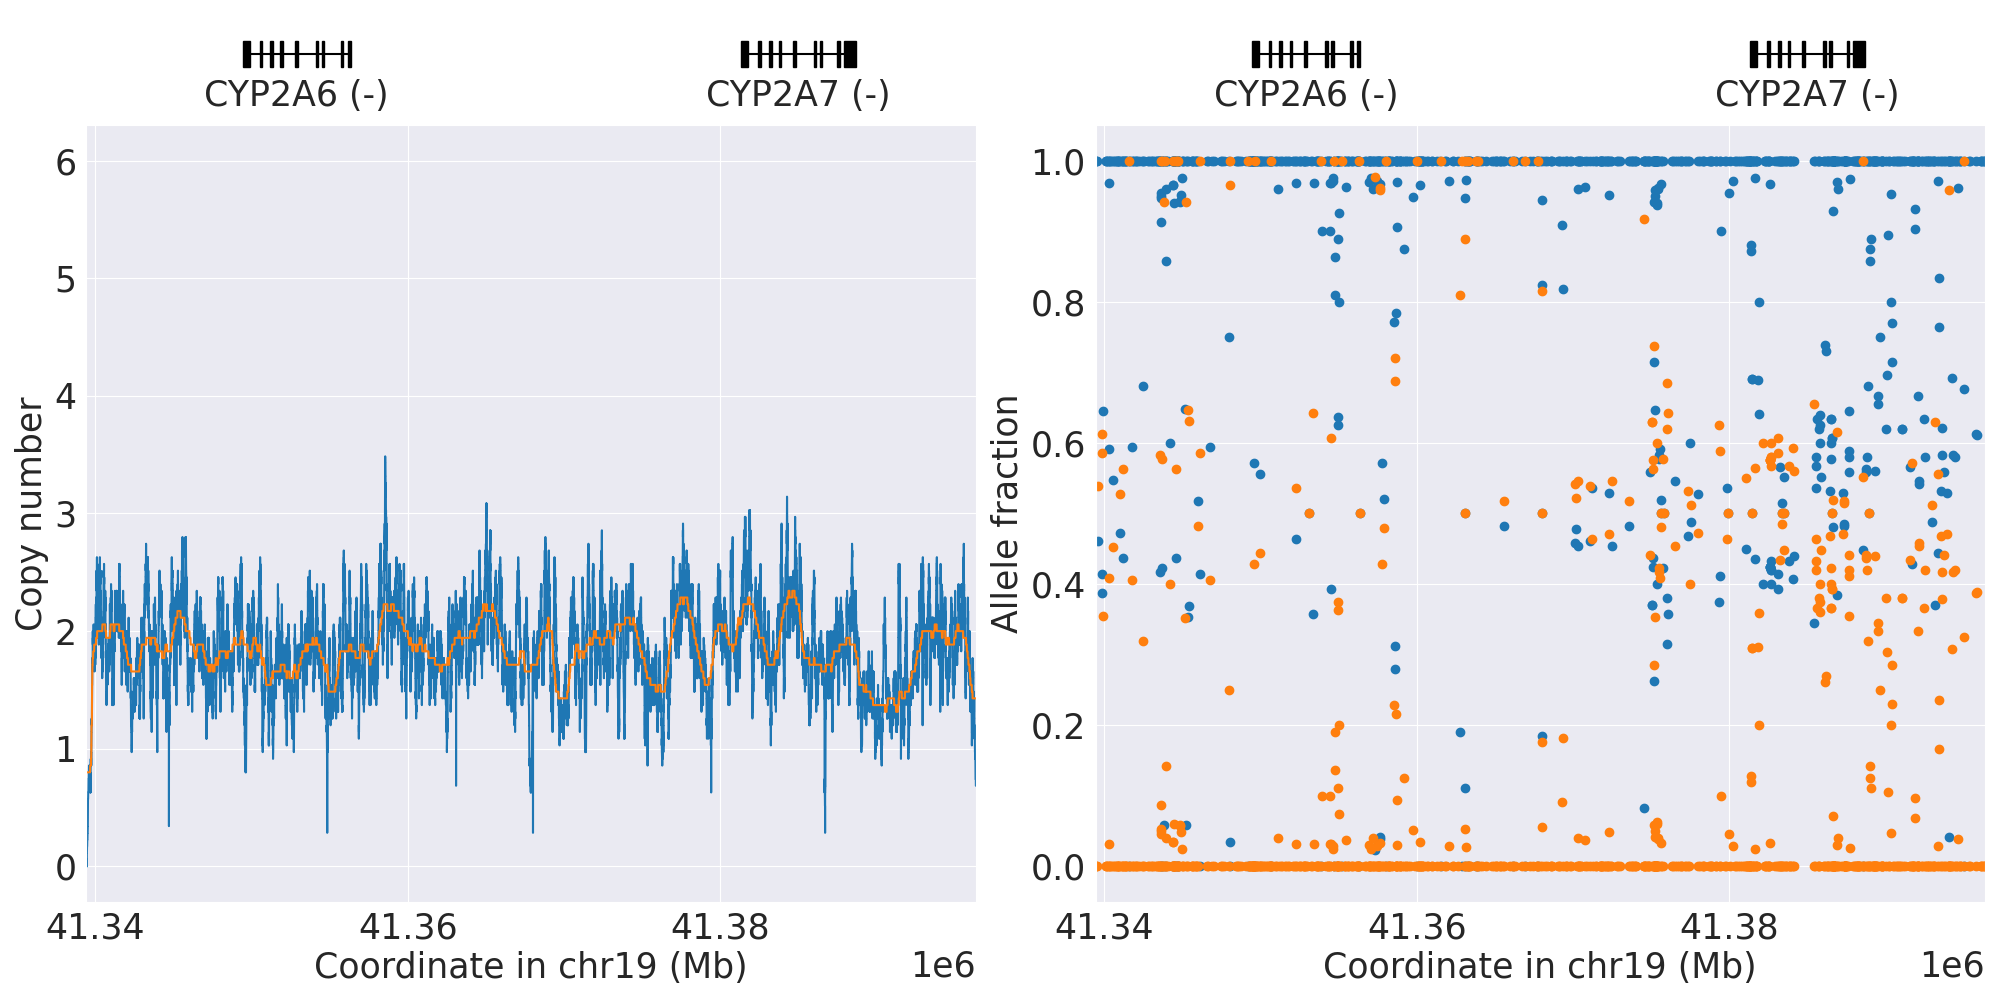 CYP2A6 (-)
CYP2A7 (-)
6
5
4
3
2
1
0
Copy number
41.34
41.36
41.38
Coordinate in chr19 (Mb)
1e6
CYP2A6 (-)
CYP2A7 (-)
1.0
0.8
0.6
0.4
0.2
0.0
Allele fraction
41.34
41.36
41.38
Coordinate in chr19 (Mb)
1e6